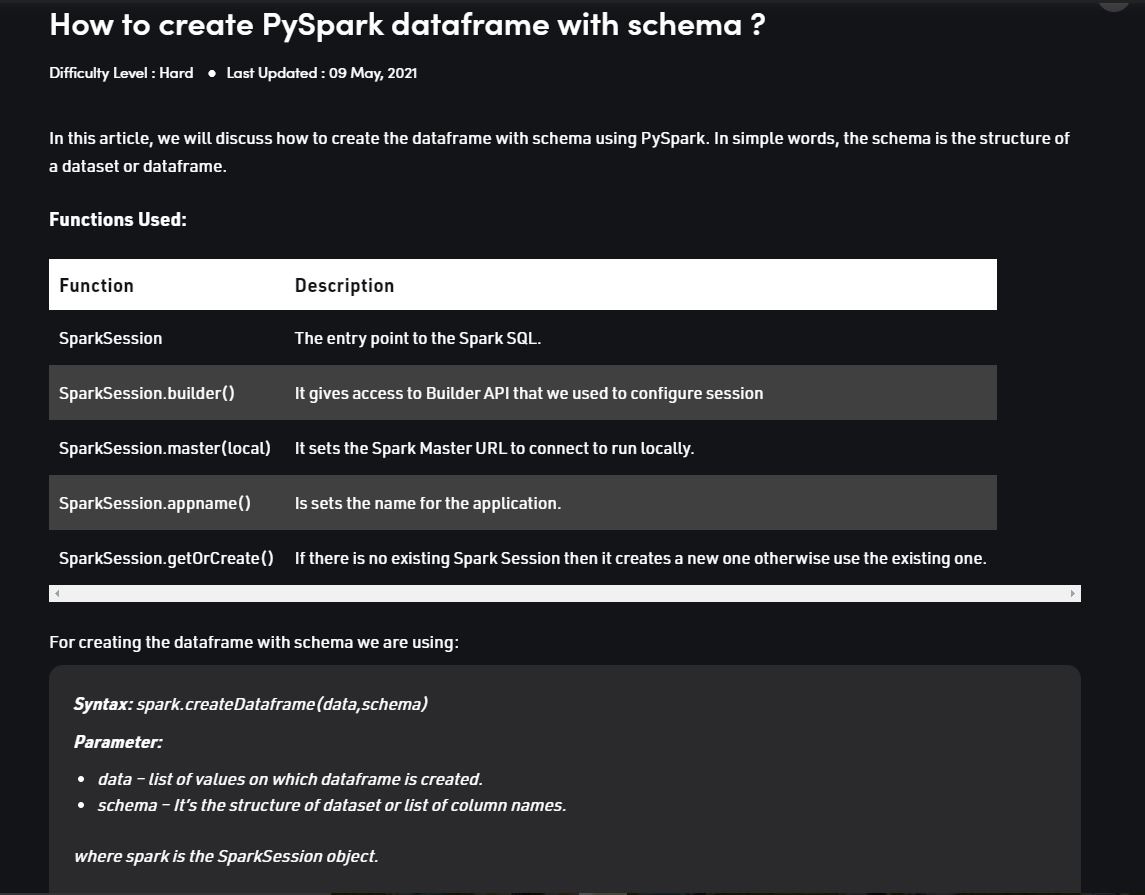 How to create PySpark dataframe with schema ?
Difficulty Level : Hard ● Last Updated : 09 May, 2021
In this article, we will discuss how to create the dataframe with schema using PySpark. In simple words, the schema is the structure of
a dataset or dataframe.
Functions Used:
Function Description
SparkSession The entry point to the Spark SQL.
SparkSession.builder() It gives access to Builder API that we used to configure session
SparkSession.master(local) It sets the Spark Master URL to connect to run locally.
SparkSession.appname() Is sets the name for the application.
SparkSession.getOrCreate() If there is no existing Spark Session then it creates a new one otherwise use the existing one.
For creating the dataframe with schema we are using:
Syntax: spark.createDataframe(data,schema)
Parameter:
• data – list of values on which dataframe is created.
• schema – It's the structure of dataset or list of column names.
where spark is the SparkSession object.